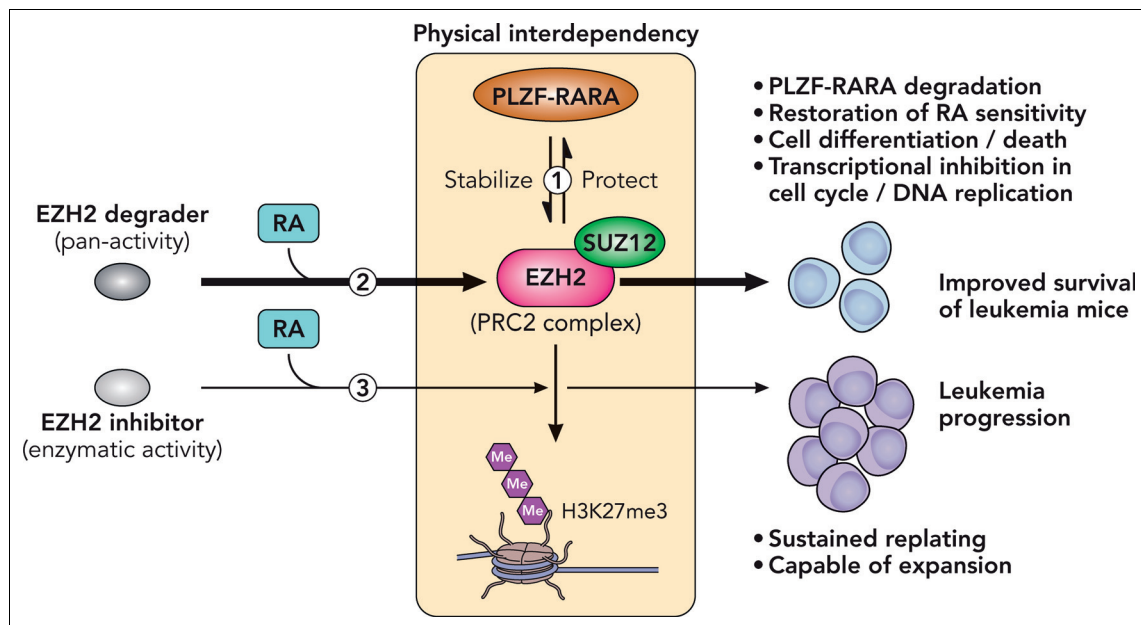 Physical interdependency
PLZF-RARA
Stabilize 1 Protect
SUZ12
EZH2
(PRC2 complex)
EZH2 degrader
(pan-activity)
RA
2
RA
3
EZH2 inhibitor
(enzymatic activity)
Me
Me
Me
H3K27me3
• PLZF-RARA degradation
• Restoration of RA sensitivity
• Cell differentiation / death
• Transcriptional inhibition in
cell cycle / DNA replication
Improved survival
of leukemia mice
Leukemia
progression
• Sustained replating
• Capable of expansion